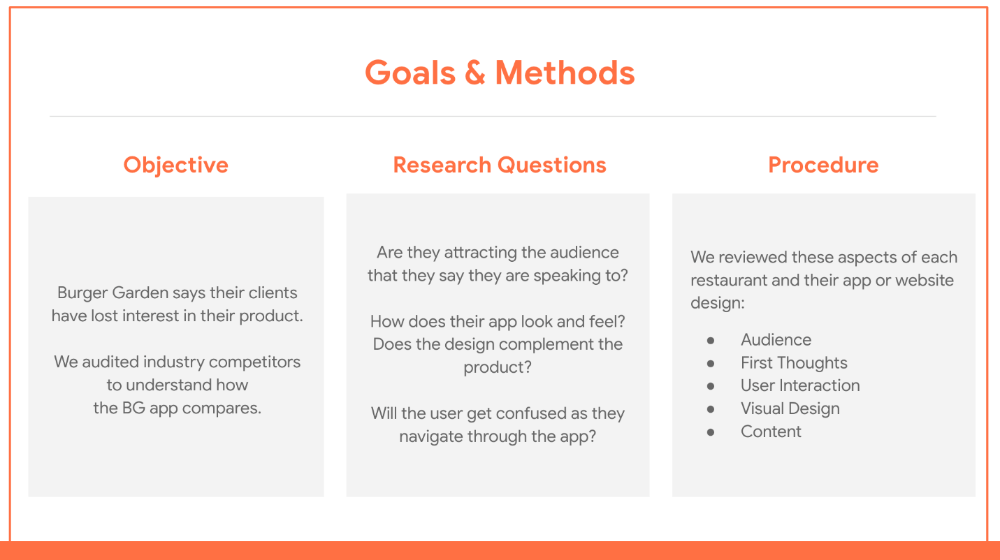 Goals & Methods
Objective
Burger Garden says their clients
have lost interest in their product.
We audited industry competitors
to understand how
the BG app compares.
Research Questions
Are they attracting the audience
that they say they are speaking to?
How does their app look and feel?
Does the design complement the
product?
Will the user get confused as they
navigate through the app?
Procedure
We reviewed these aspects of each
restaurant and their app or website
design:
● Audience
● First Thoughts
● User Interaction
● Visual Design
● Content